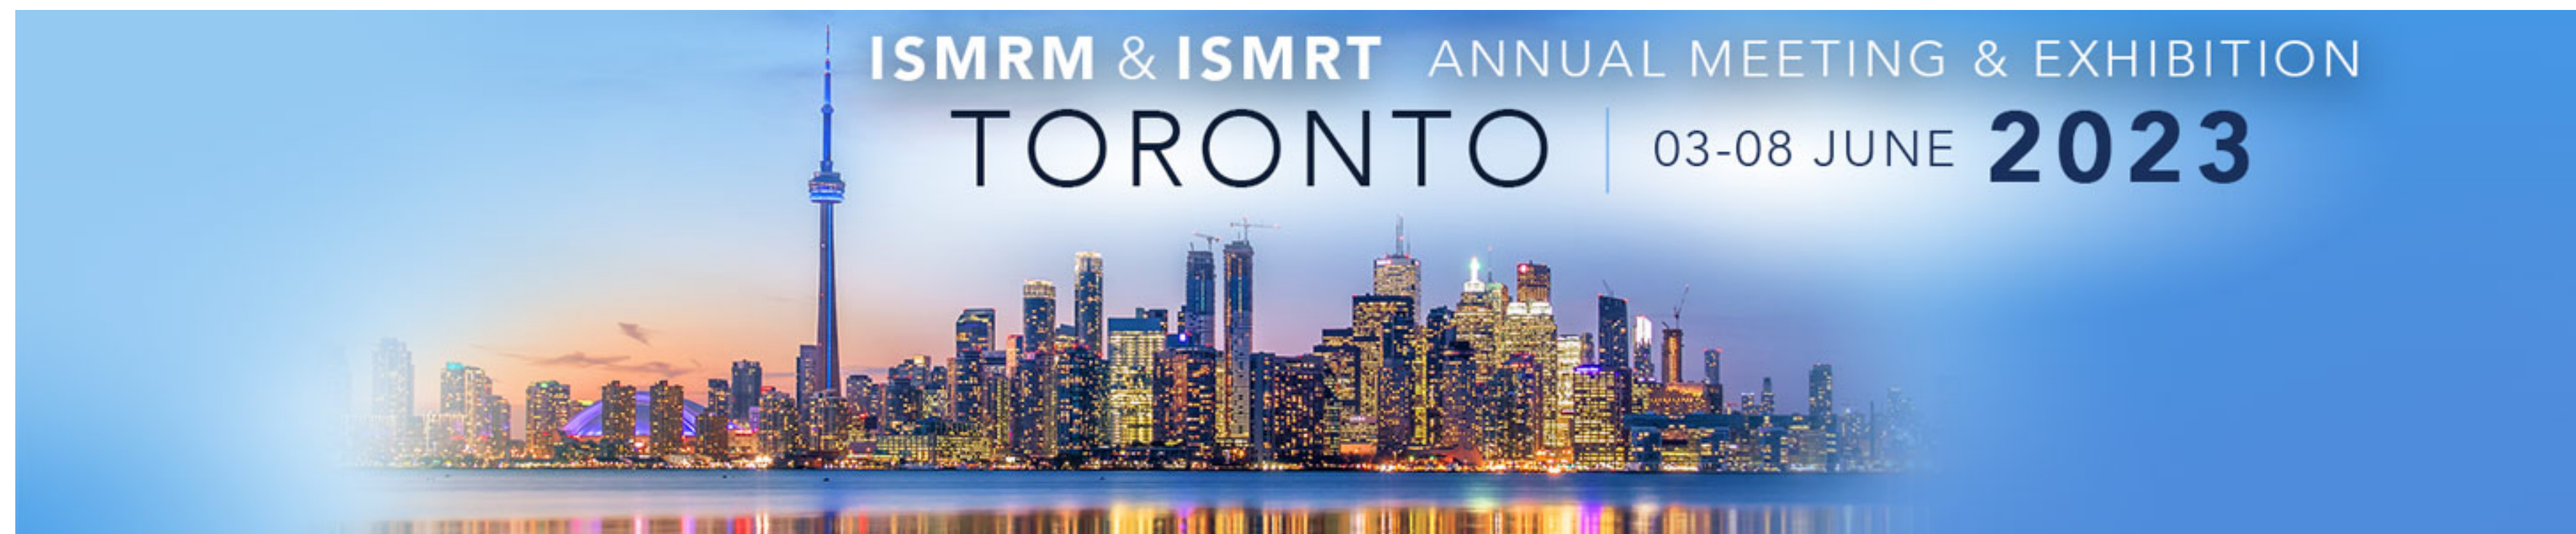 ISMRM & ISMRT ANNUAL MEETING & EXHIBITION
TORONTO | 03-08 JUNE 2023